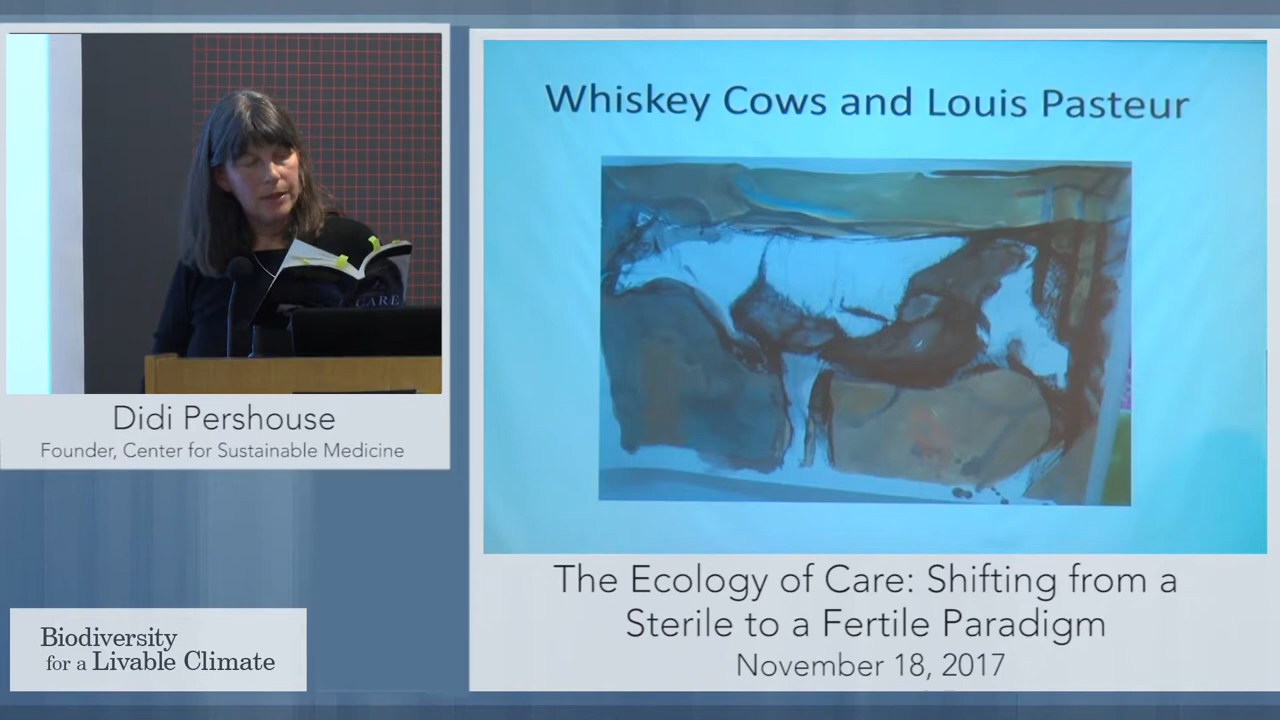 CARE
Didi Pershouse
Founder, Center for Sustainable Medicine
Whiskey Cows and Louis Pasteur
The Ecology of Care: Shifting from a
Sterile to a Fertile Paradigm
November 18, 2017
Biodiversity
for a Livable Climate